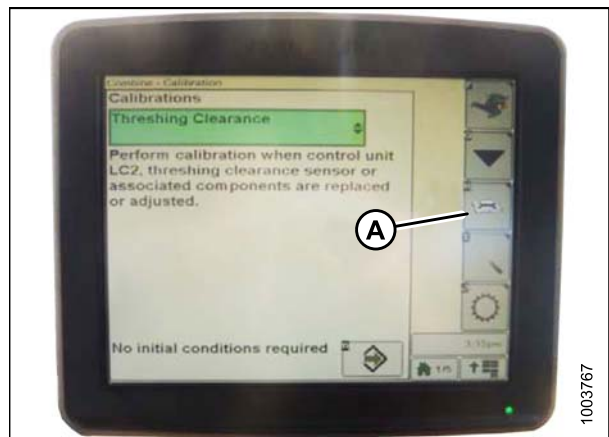 Combine - Calibration
Calibrations
Threshing Clearance
Perform calibration when control unit
LC2, threshing clearance sensor or
associated components are replaced
or adjusted.
A
No initial conditions required
1003767